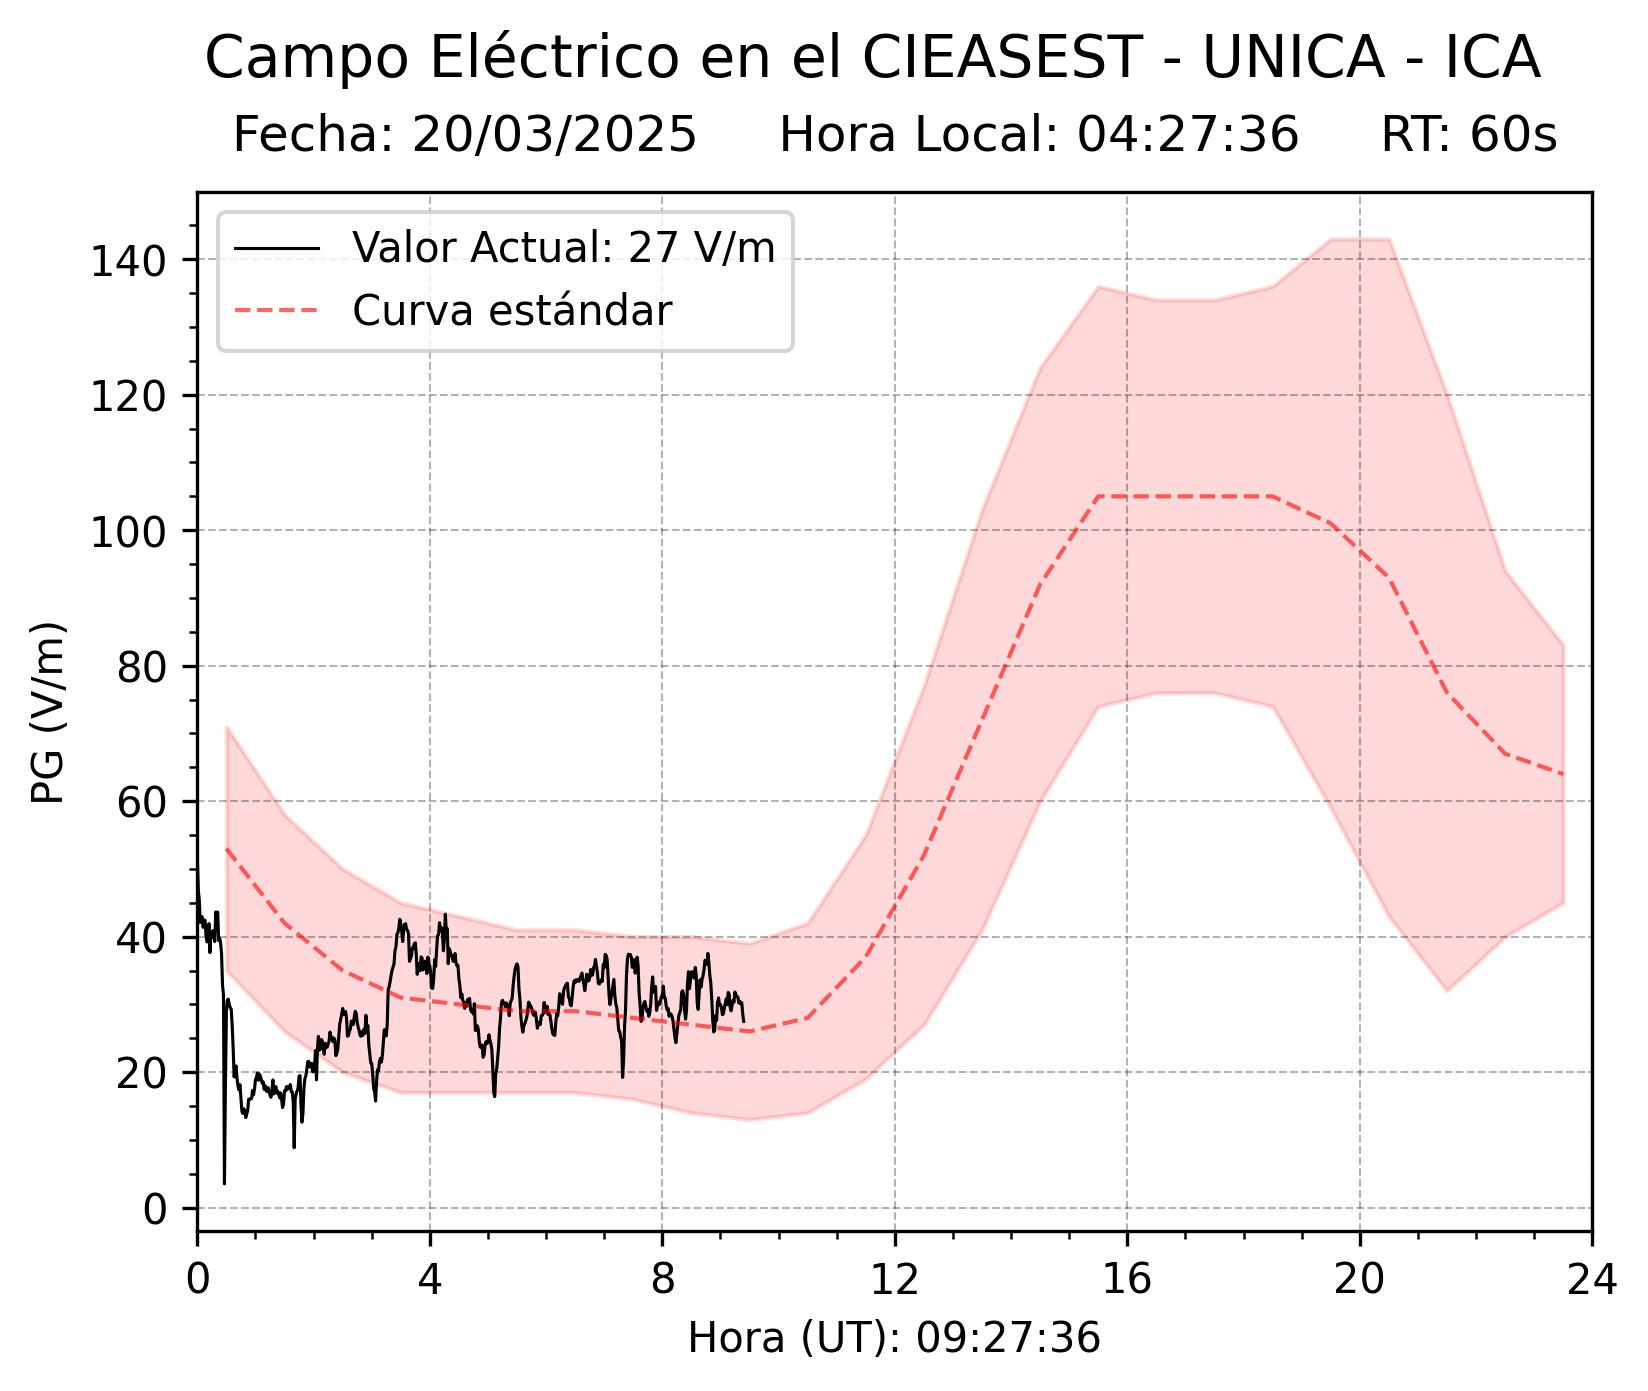 Campo Eléctrico en el CIEASEST - UNICA - ICA
Fecha: 20/03/2025 Hora Local: 04:27:36 RT: 60s
Valor Actual: 27 V/m
Curva estándar
PG (V/m)
140
120
100
80
60
40
20
0
0 4 8 12 16 20 24
Hora (UT): 09:27:36